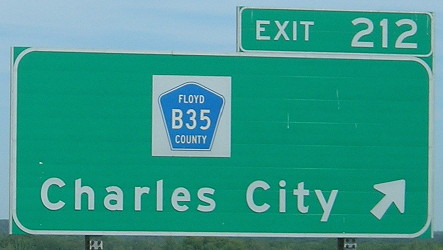 EXIT 212
FLOYD
B35
COUNTY
Charles City